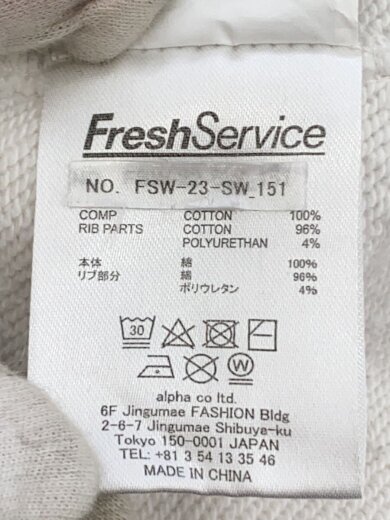 FreshService
NO. FSW-23-SW_151
COMP COTTON 100%
RIB PARTS COTTON 96%
POLYURETHAN 4%
本体 綿 100%
リブ部分 綿 96%
ポリウレタン 4%
30
W
alpha co ltd.
6F Jingumae FASHION Bldg
2-6-7 Jingumae Shibuya-ku
Tokyo 150-0001 JAPAN
TEL: +81 3 54 13 35 46
MADE IN CHINA